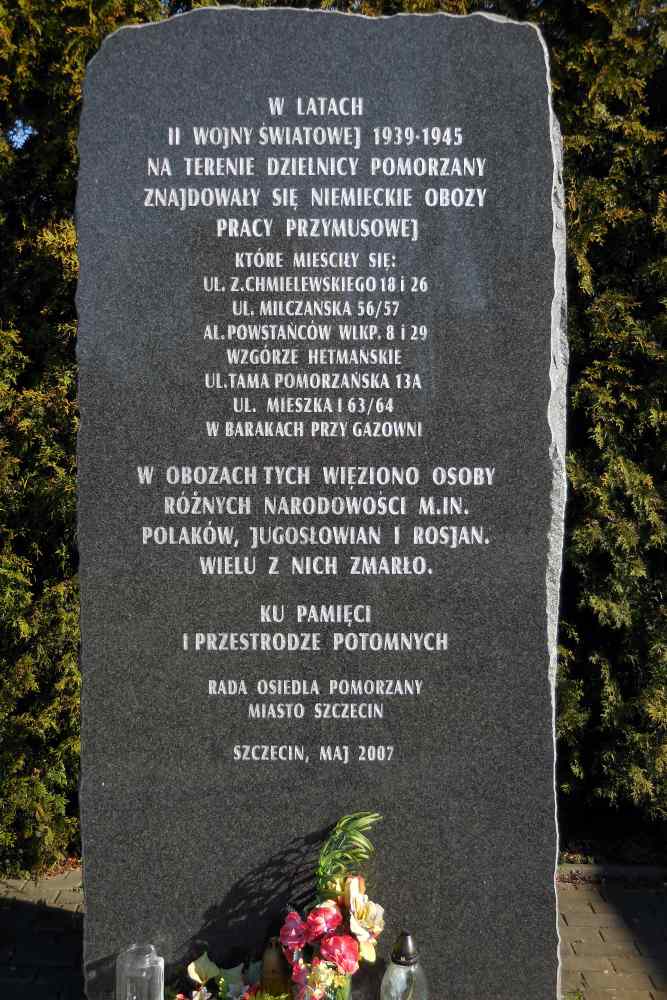 W LATACH
II WOJNY ŚWIATOWEJ 1939-1945
NA TERENIE DZIELNICY POMORZANY
ZNAJDOWAŁY SIĘ NIEMIECKIE OBOZY
PRACY PRZYMUSOWEJ
KTÓRE MIEŚCIŁY SIĘ:
UL. Z.CHMIELEWSKIEGO 18 i 26
UL. MILCZAŃSKA 56/57
AL.POWSTAŃCÓW WLKP. 8 i 29
WZGÓRZE HETMAŃSKIE
UL.TAMA POMORZAŃSKA 13A
UL. MIESZKA I 63/64
W BARAKACH PRZY GAZOWNI
W OBOZACH TYCH WIĘZIONO OSOBY
RÓŻNYCH NARODOWOŚCI M.IN.
POLAKÓW, JUGOSŁOWIAN I ROSJAN.
WIELU Z NICH ZMARŁO.
KU PAMIĘCI
I PRZESTRODZE POTOMNYCH
RADA OSIEDLA POMORZANY
MIASTO SZCZECIN
SZCZECIN, MAJ 2007